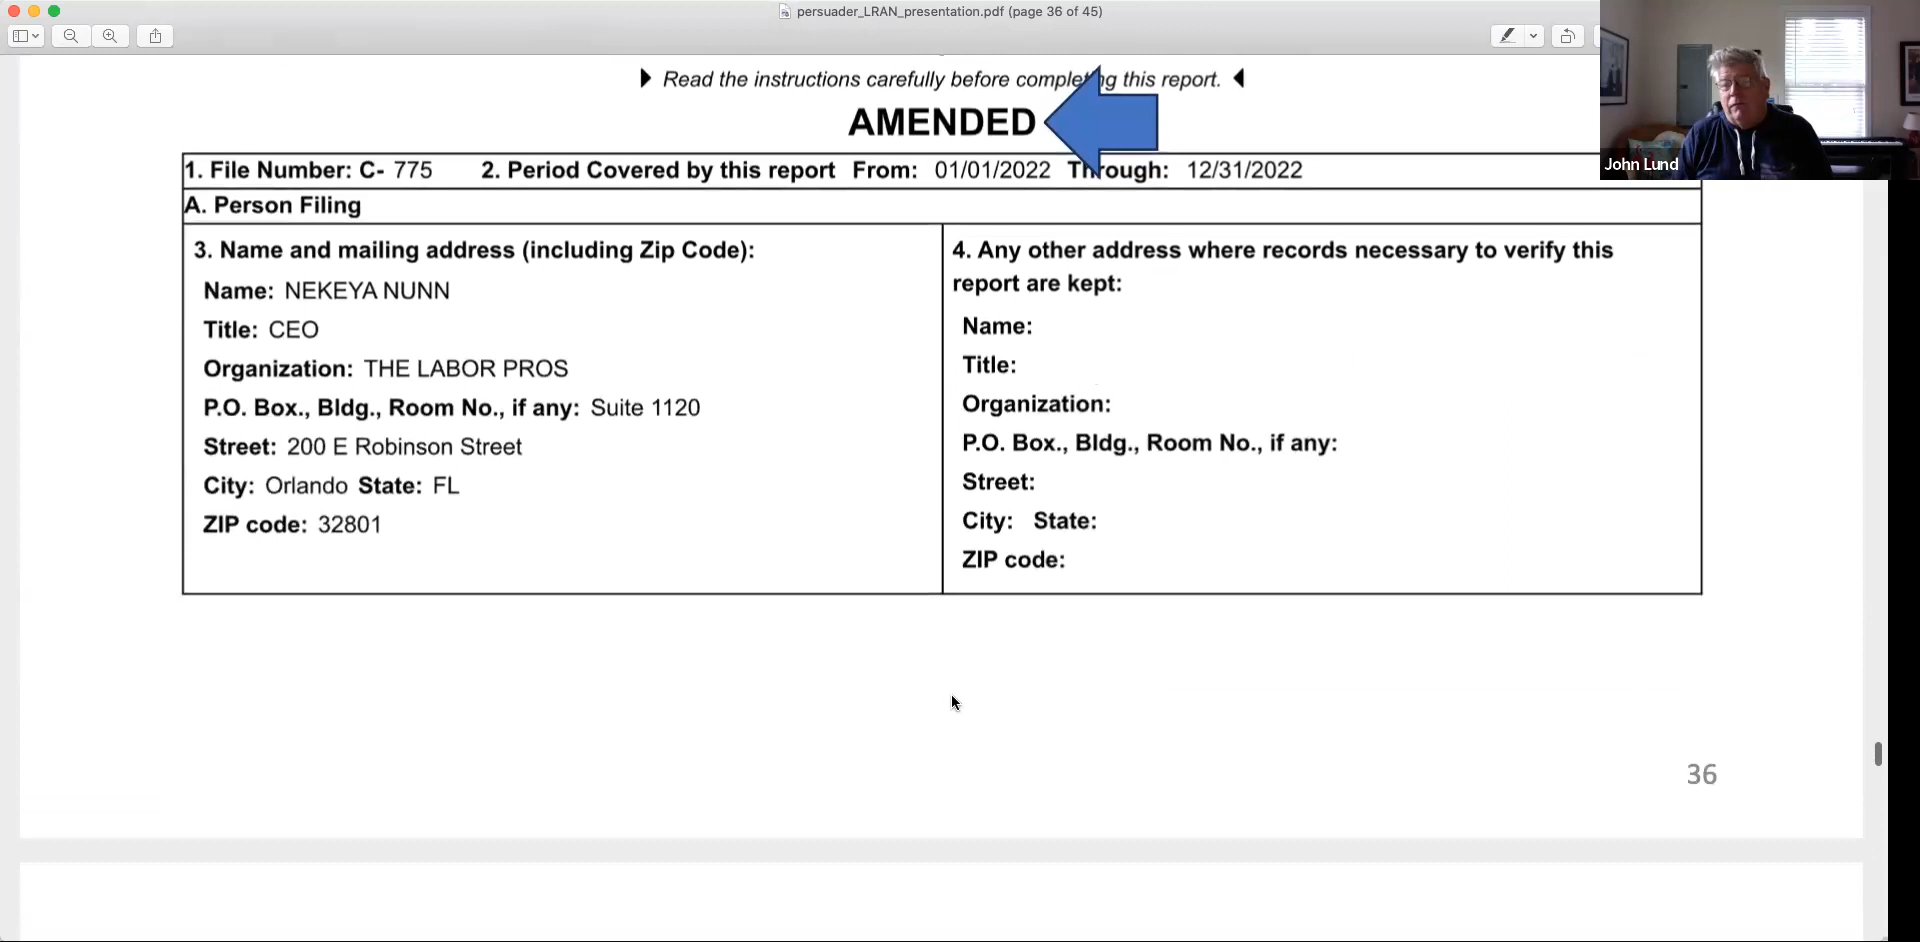 persuader_LRAN_presentation.pdf (page 36 of 45)
Read the instructions carefully before completing this report.
AMENDED
1. File Number: C- 775 2. Period Covered by this report From: 01/01/2022 Through: 12/31/2022
John Lund
A. Person Filing
3. Name and mailing address (including Zip Code):
Name: NEKEYA NUNN
Title: CEO
Organization: THE LABOR PROS
P.O. Box., Bldg., Room No., if any: Suite 1120
Street: 200 E Robinson Street
City: Orlando State: FL
ZIP code: 32801
4. Any other address where records necessary to verify this
report are kept:
Name:
Title:
Organization:
P.O. Box., Bldg., Room No., if any:
Street:
City: State:
ZIP code:
36